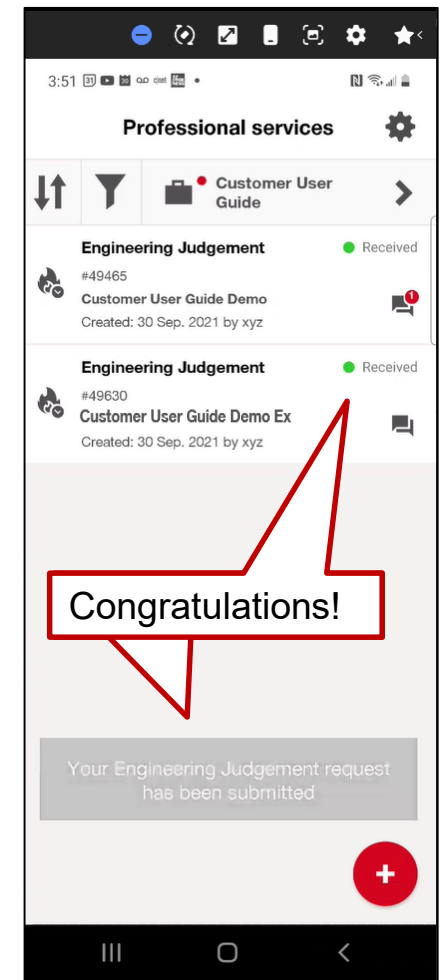 3:51
Professional services
Customer User
Guide
Engineering Judgement
Received
#49465
Customer User Guide Demo
1
Created: 30 Sep. 2021 by xyz
Engineering Judgement
Received
#49630
Customer User Guide Demo Ex
Created: 30 Sep. 2021 by xyz
Congratulations!
Your Engineering Judgement request
has been submitted